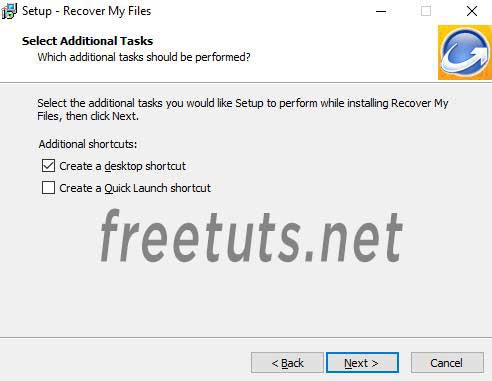 Setup - Recover My Files
Select Additional Tasks
Which additional tasks should be performed?
Select the additional tasks you would like Setup to perform while installing Recover My
Files, then click Next.
Additional shortcuts:
Create a desktop shortcut
Create a Quick Launch shortcut
freetuts.net
< Back
Next >
Cancel